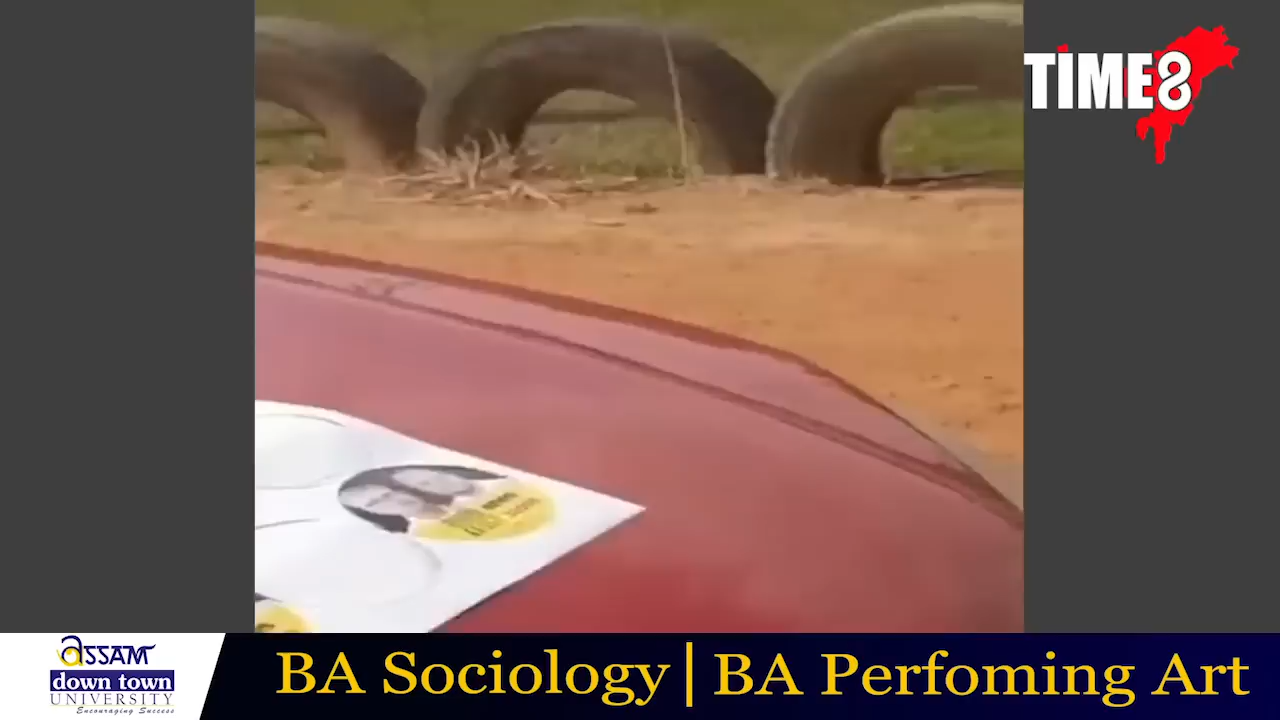 TIME8
ASSAM
down town
UNIVERSITY
Encouraging Success
BA Sociology | BA Perfoming Art